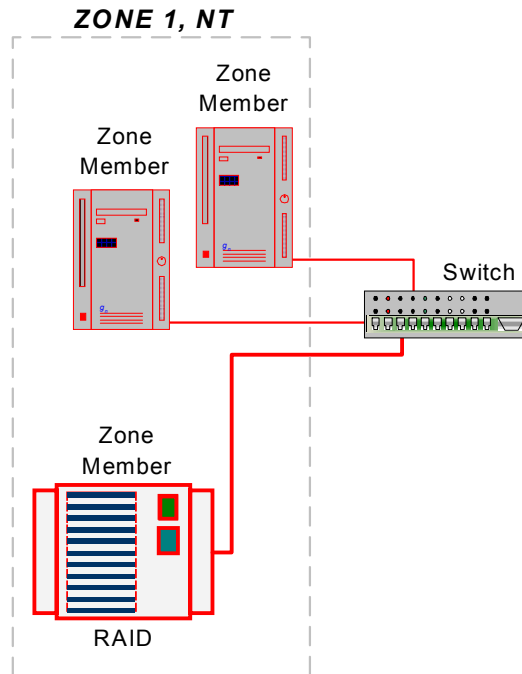 ZONE 1, NT
Zone
Member
Zone
Member
Switch
Zone
Member
RAID